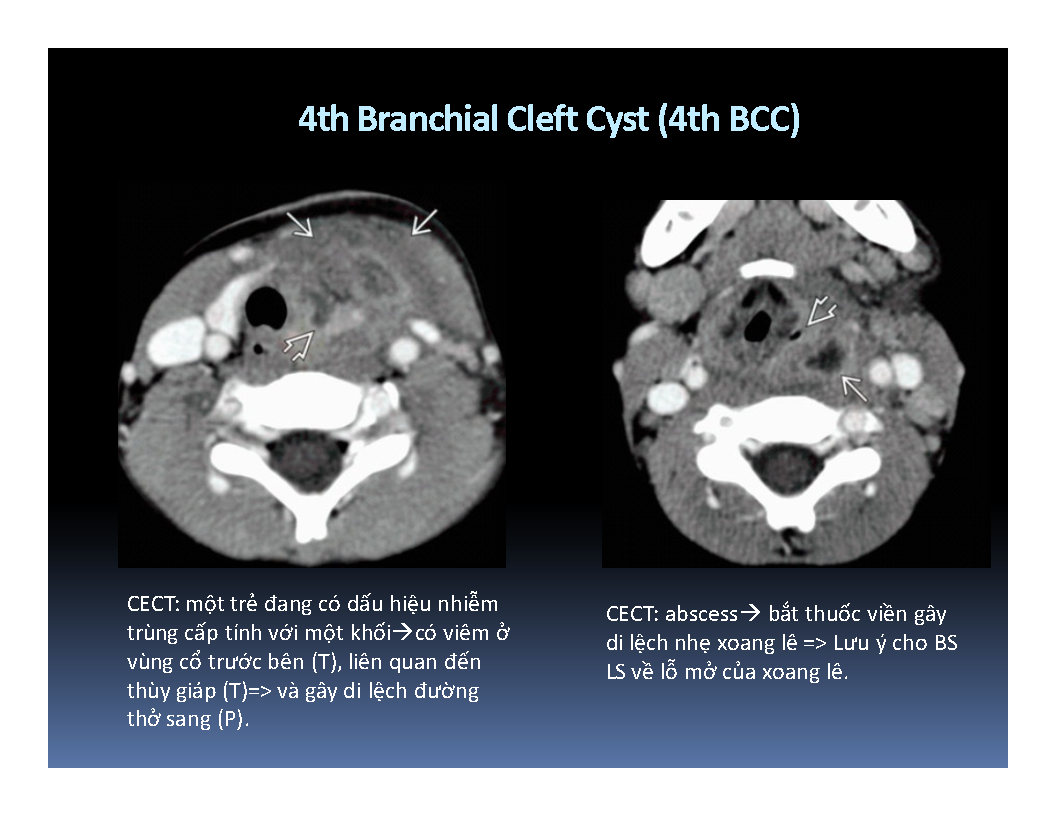 4th Branchial Cleft Cyst (4th BCC)
CECT: một trẻ đang có dấu hiệu nhiễm
trùng cấp tính với một khối→có viêm ở
vùng cổ trước bên (T), liên quan đến
thùy giáp (T)=> và gây di lệch đường
thở sang (P).
CECT: abscess→ bắt thuốc viền gây
di lệch nhẹ xoang lê => Lưu ý cho BS
LS về lỗ mở của xoang lê.